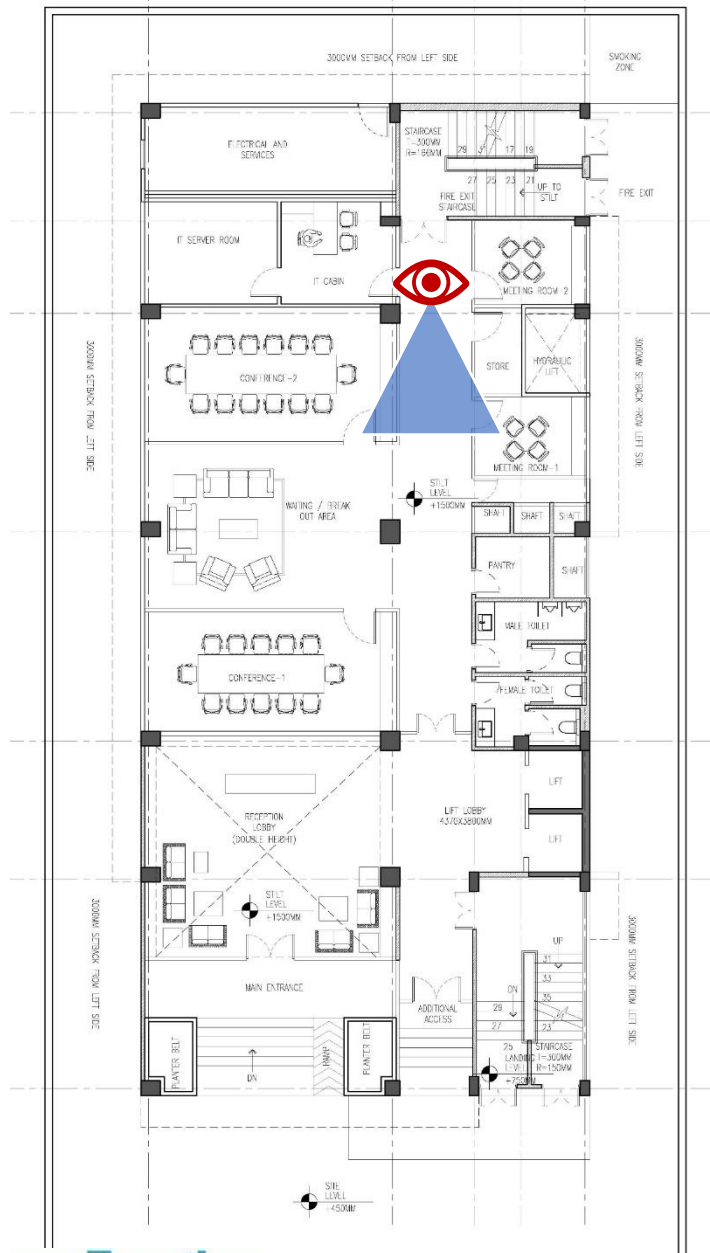 3000MM SETBACK FROM LEFT SIDE
SMOKING
ZONE
ELECTRICAL AND
SERVICES
STAIRCASE
T=300MM
R=166MM
29
17
19
27
25
23
21
UP TO
STILT
FIRE EXIT
STAIRCASE
FIRE EXIT
IT SERVER ROOM
IT CABIN
MEETING ROOM-2
3000MM SETBACK FROM LEFT SIDE
CONFERENCE-2
STORE
HYDRAULIC
LIFT
3000MM SETBACK FROM LEFT SIDE
MEETING ROOM-1
WAITING / BREAK
OUT AREA
STILT
LEVEL
+1500MM
SHAFT
SHAFT
SHAFT
PANTRY
SHAFT
MALE TOILET
CONFERENCE-1
FEMALE TOILET
LIFT
LIFT LOBBY
4370X3800MM
RECEPTION
LOBBY
(DOUBLE HEIGHT)
LIFT
STILT
LEVEL
+1500MM
3000MM SETBACK FROM LEFT SIDE
3000MM SETBACK FROM LEFT SIDE
UP
31
33
35
DN
29
27
23
MAIN ENTRANCE
ADDITIONAL
ACCESS
PLANTER BELT
DN
RAMP
PLANTER BELT
25
STAIRCASE
LANDING
T=300MM
LEVEL
R=150MM
+750MM
SITE
LEVEL
+450MM